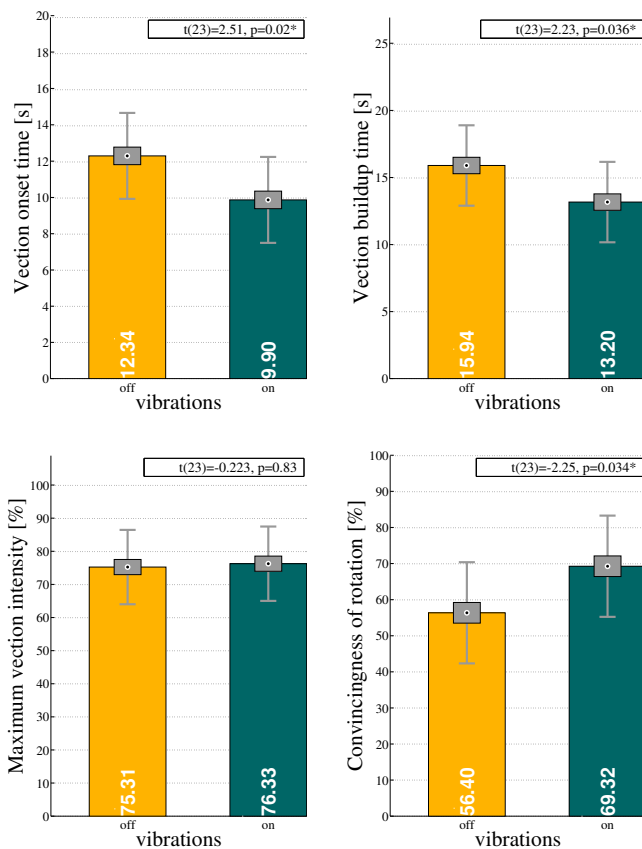 t(23)=2.51, p=0.02*
Vection onset time [s]
20
18
16
14
12
10
8
6
4
2
0
12.34
9.90
off
on
vibrations
t(23)=2.23, p=0.036*
Vection buildup time [s]
25
20
15
10
5
0
15.94
13.20
off
on
vibrations
t(23)=-0.223, p=0.83
Maximum vection intensity [%]
100
90
80
70
60
50
40
30
20
10
0
75.31
76.33
off
on
vibrations
t(23)=-2.25, p=0.034*
Convincingness of rotation [%]
100
90
80
70
60
50
40
30
20
10
0
56.40
69.32
off
on
vibrations